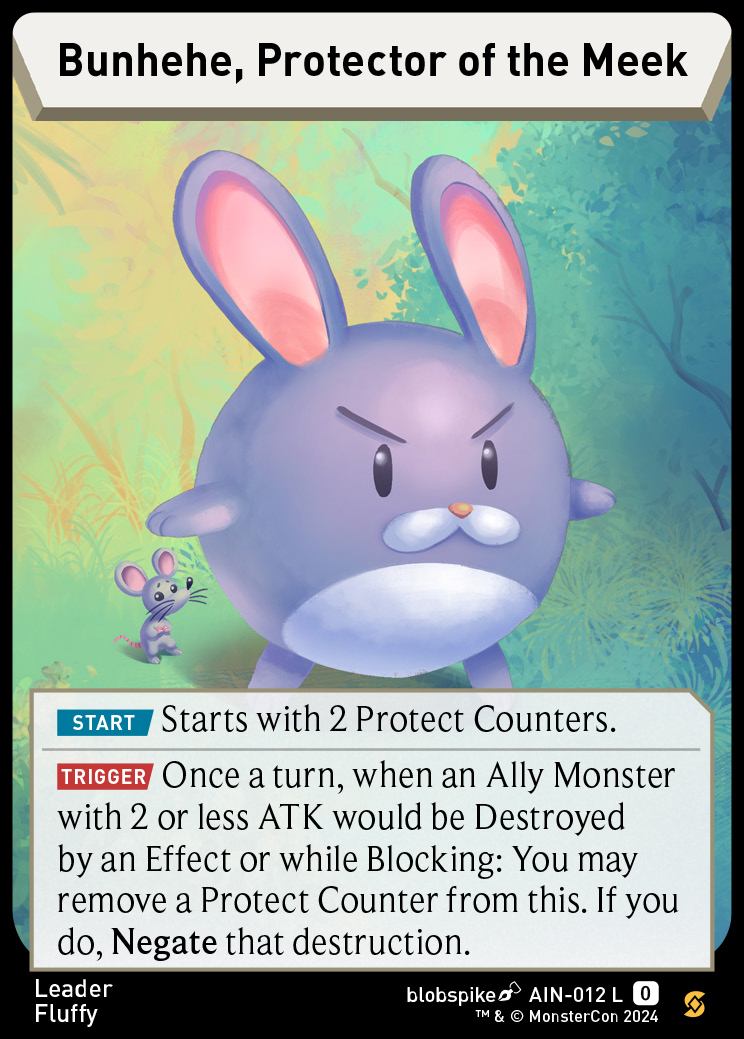 Bunhehe, Protector of the Meek
START Starts with 2 Protect Counters.
TRIGGER Once a turn, when an Ally Monster
with 2 or less ATK would be Destroyed
by an Effect or while Blocking: You may
remove a Protect Counter from this. If you
do, Negate that destruction.
Leader
Fluffy
blobspike AIN-012 L 0
™ & © MonsterCon 2024